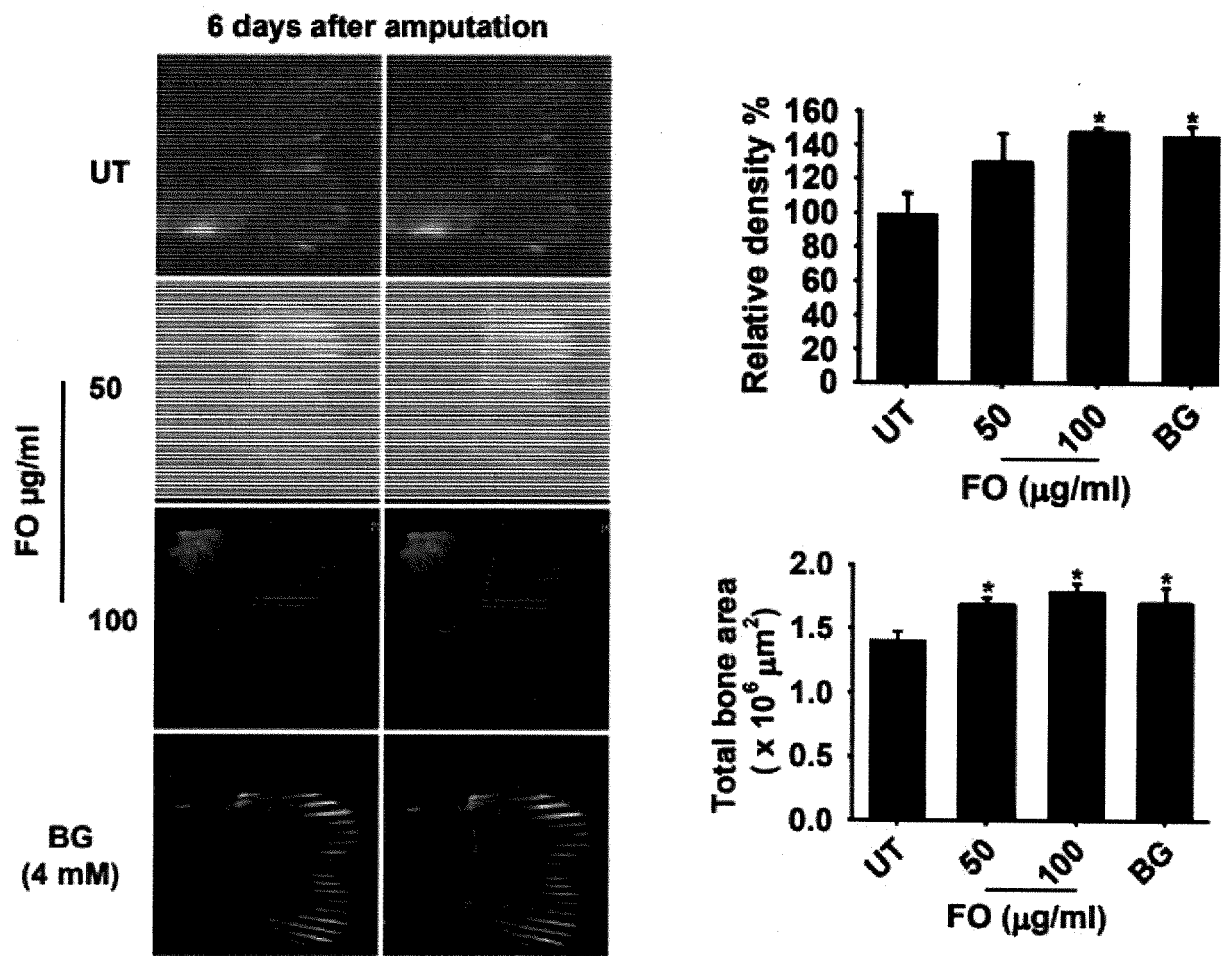 6 days after amputation
UT
50
FO μg/ml
100
BG
(4 mM)
Relative density %
160
140
120
100
80
60
40
20
0
* *
UT
50
100
BG
FO (μg/ml)
Total bone area
( x 10⁶ μm²)
2.0
1.5
1.0
0.5
0.0
* * *
UT
50
100
BG
FO (μg/ml)